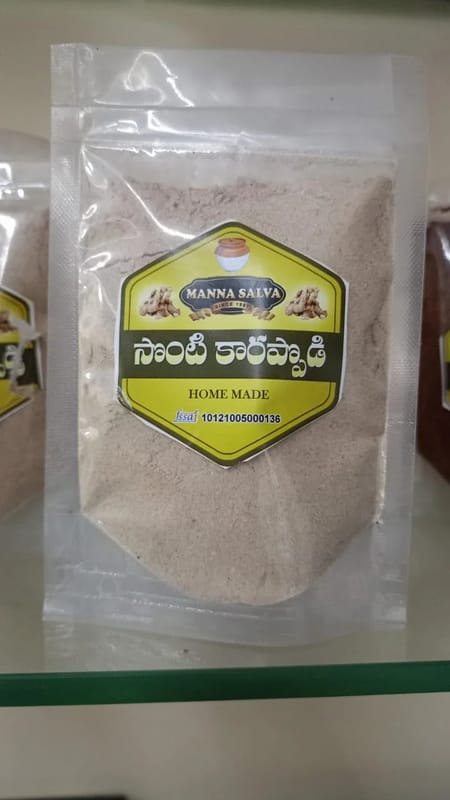 MANNA SALVA
సొంటి కారప్పొడి
HOME MADE
fssai 10121005000136